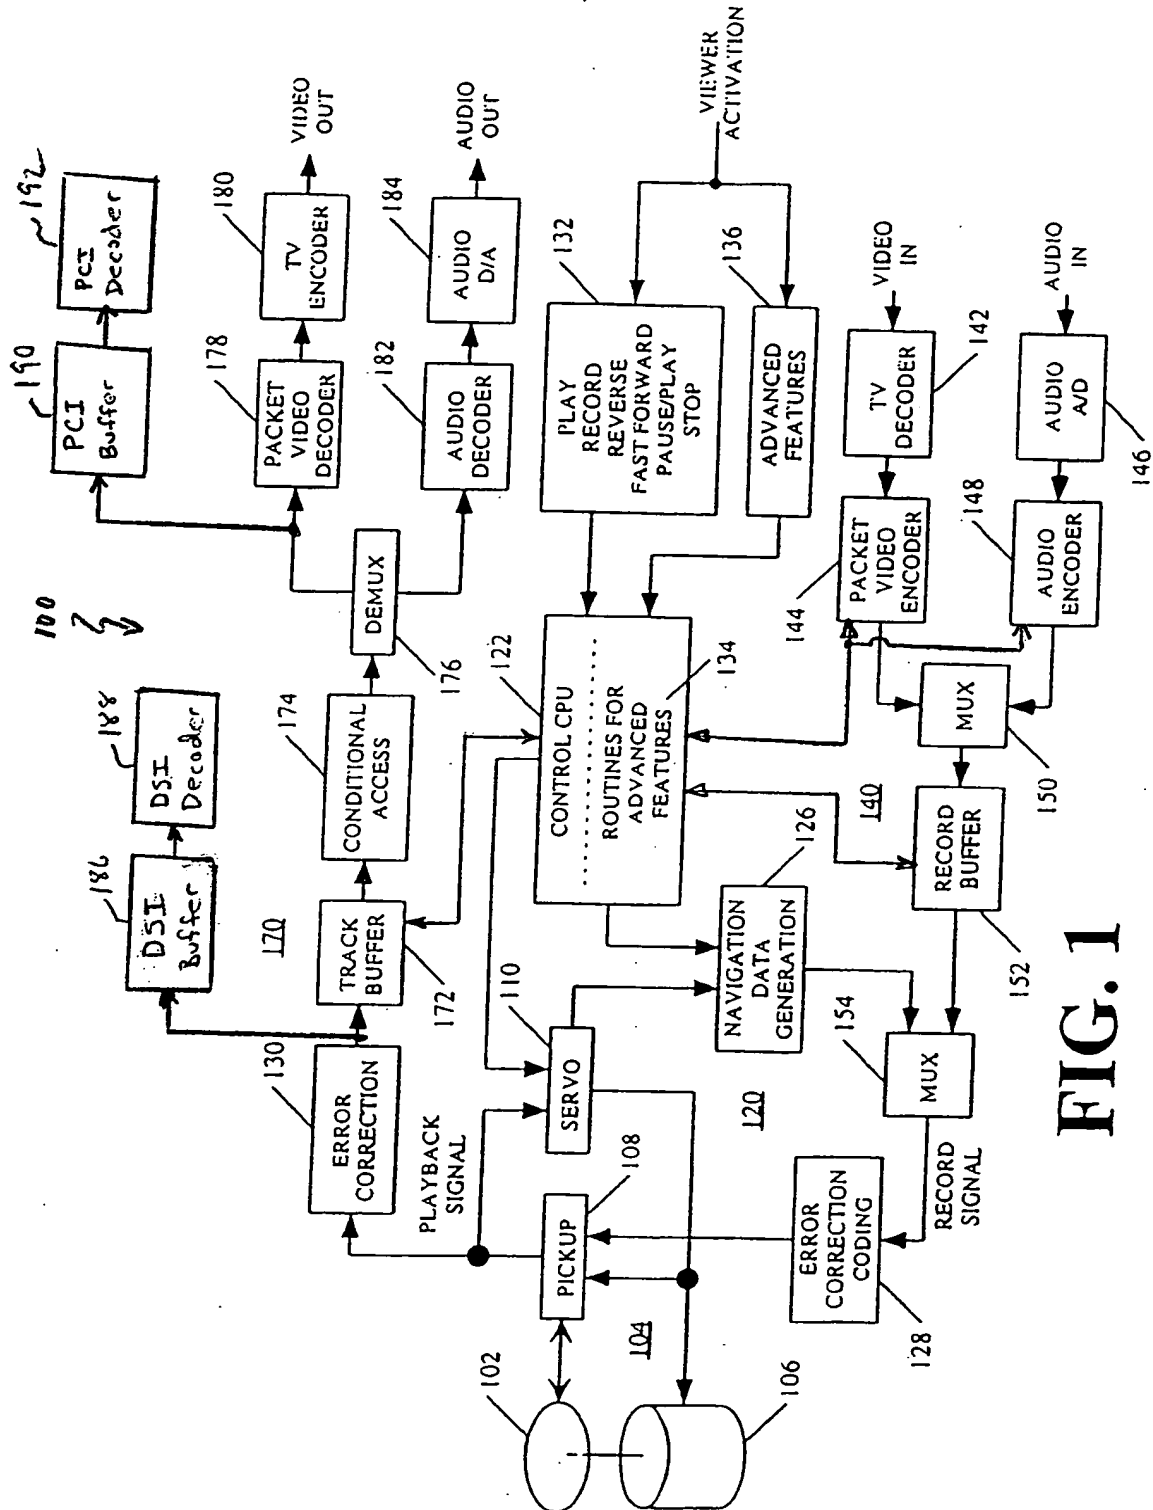 100
186
DSI
Buffer
188
DSI
Decoder
190
PCI
Buffer
192
PCI
Decoder
130
ERROR
CORRECTION
170
TRACK
BUFFER
172
174
CONDITIONAL
ACCESS
DEMUX
176
178
PACKET
VIDEO
DECODER
180
TV
ENCODER
VIDEO
OUT
182
AUDIO
DECODER
184
AUDIO
D/A
AUDIO
OUT
PLAYBACK
SIGNAL
102
PICKUP
108
104
106
110
SERVO
122
CONTROL CPU
ROUTINES FOR
ADVANCED
FEATURES
134
132
PLAY
RECORD
REVERSE
FAST FORWARD
PAUSE/PLAY
STOP
136
ADVANCED
FEATURES
VIEWER
ACTIVATION
120
126
NAVIGATION
DATA
GENERATION
140
144
PACKET
VIDEO
ENCODER
TV
DECODER
142
VIDEO
IN
148
AUDIO
ENCODER
AUDIO
A/D
146
AUDIO
IN
MUX
150
RECORD
BUFFER
152
154
MUX
RECORD
SIGNAL
ERROR
CORRECTION
CODING
128
FIG. 1